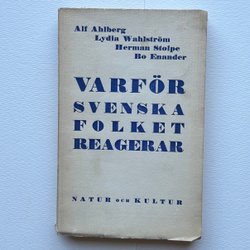 Alf Ahlberg
Lydia Wahlström
Herman Stolpe
Bo Enander
VARFÖR
SVENSKA
FOLKET
REAGERAR
NATUR OCH KULTUR